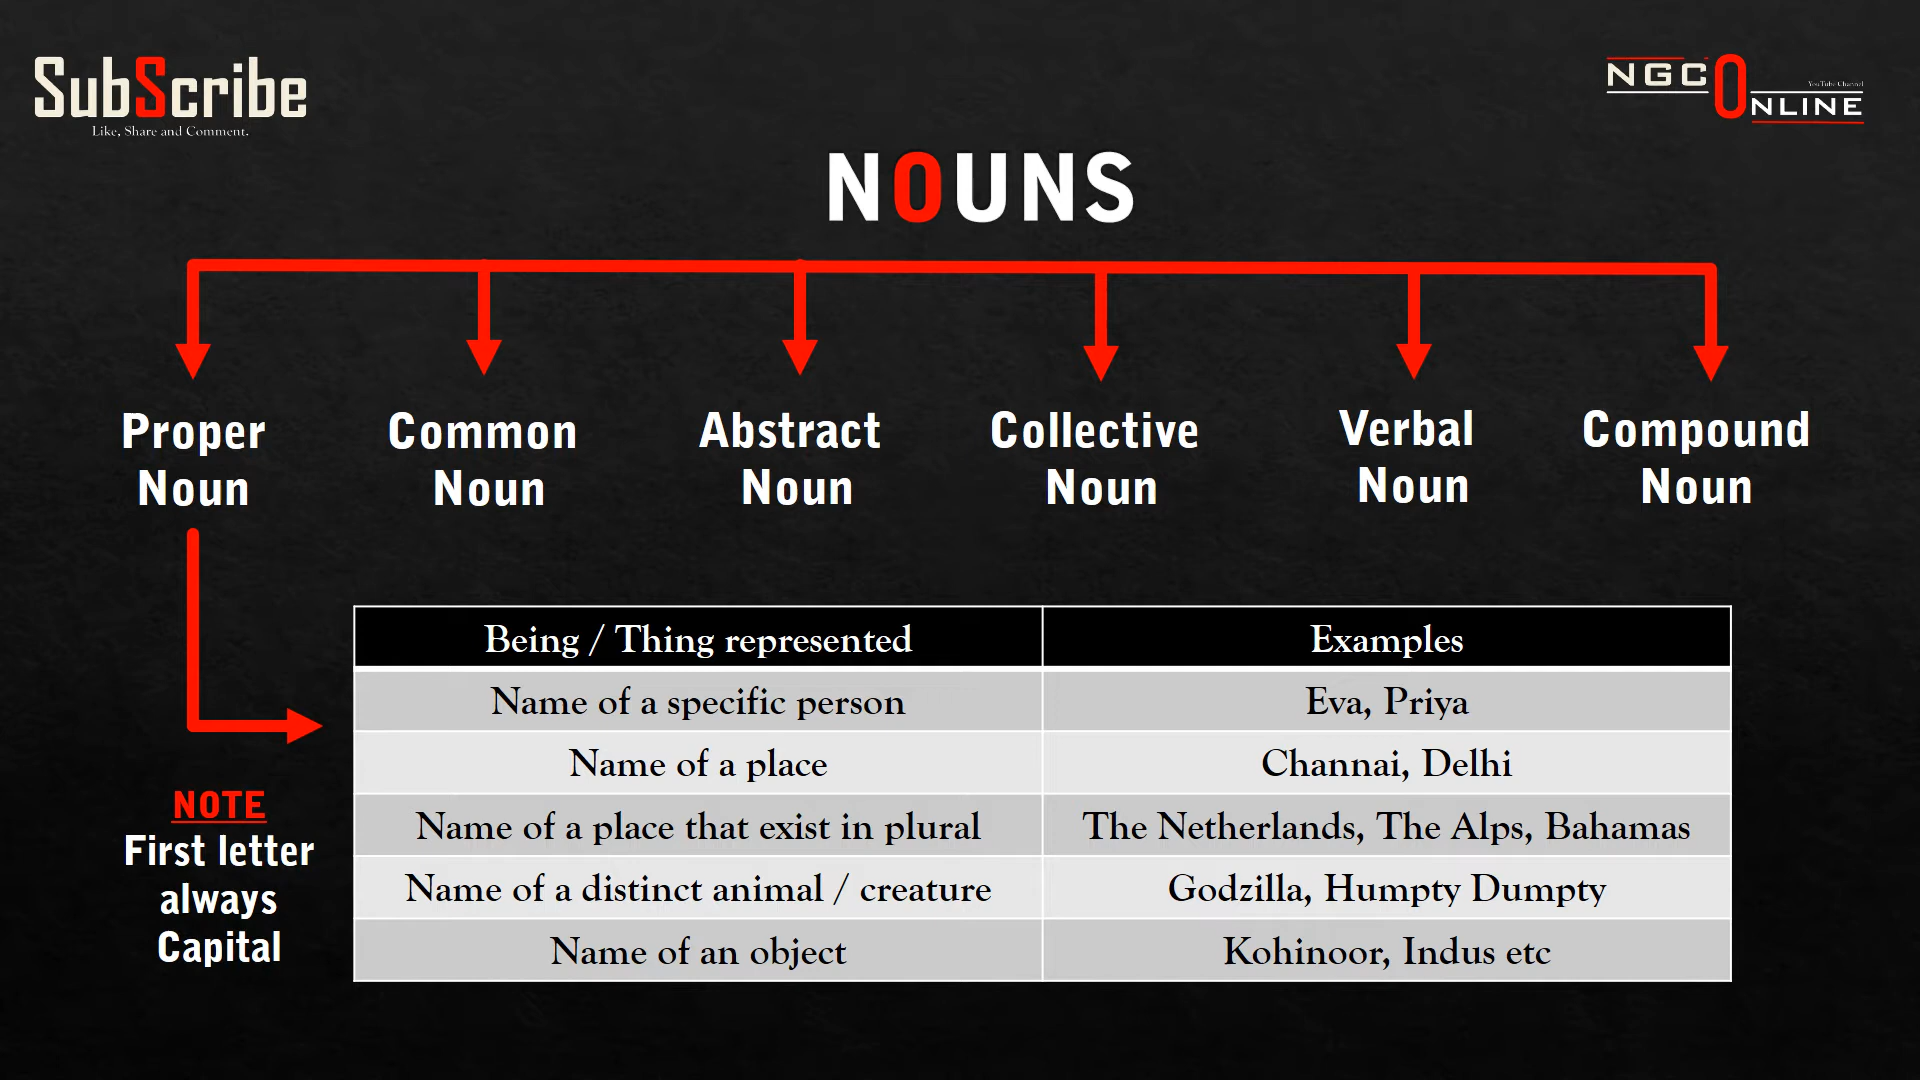 SubScribe
Like, Share and Comment.
NGC ONLINE
YouTube Channel
NOUNS
Proper
Noun
Common
Noun
Abstract
Noun
Collective
Noun
Verbal
Noun
Compound
Noun
Being / Thing represented Examples
Name of a specific person Eva, Priya
Name of a place Channai, Delhi
Name of a place that exist in plural The Netherlands, The Alps, Bahamas
Name of a distinct animal / creature Godzilla, Humpty Dumpty
Name of an object Kohinoor, Indus etc
NOTE
First letter
always
Capital